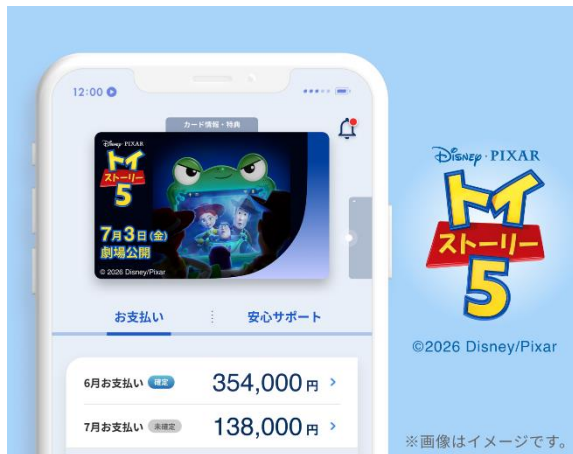 12:00
カード情報・特典
Disney・PIXAR
トイ
ストーリー
5
7月3日(金)
劇場公開
© 2026 Disney/Pixar
お支払い
安心サポート
6月お支払い 確定 354,000円
7月お支払い 未確定 138,000円
Disney・PIXAR
トイ
ストーリー
5
©2026 Disney/Pixar
※画像はイメージです。